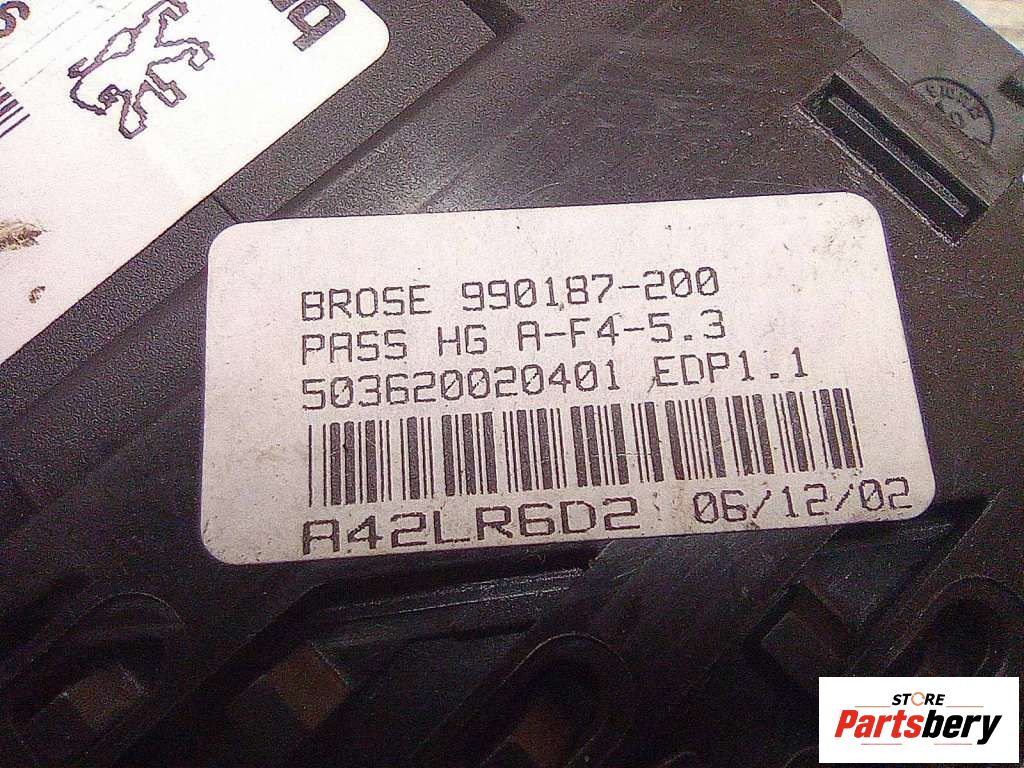 BROSE 990187-200
PASS HG A-F4-5.3
503620020401 EDP1.1
A42LR6D2 06/12/02
STORE
Partsbery